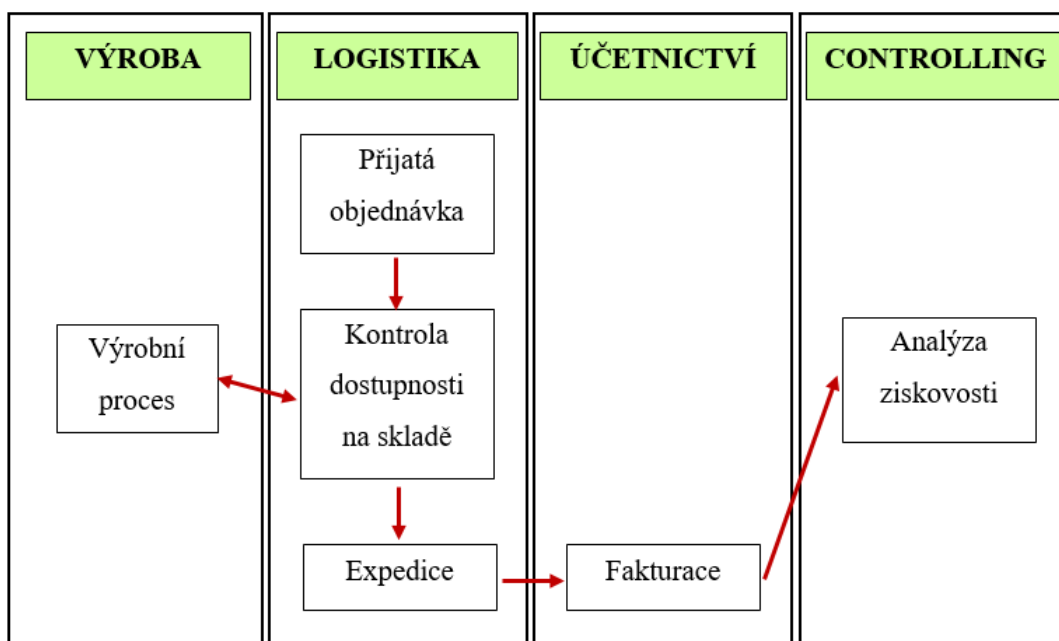 VÝROBA
LOGISTIKA
ÚČETNICTVÍ
CONTROLLING
Přijatá
objednávka
Výrobní
proces
Kontrola
dostupnosti
na skladě
Analýza
ziskovosti
Expedice
Fakturace